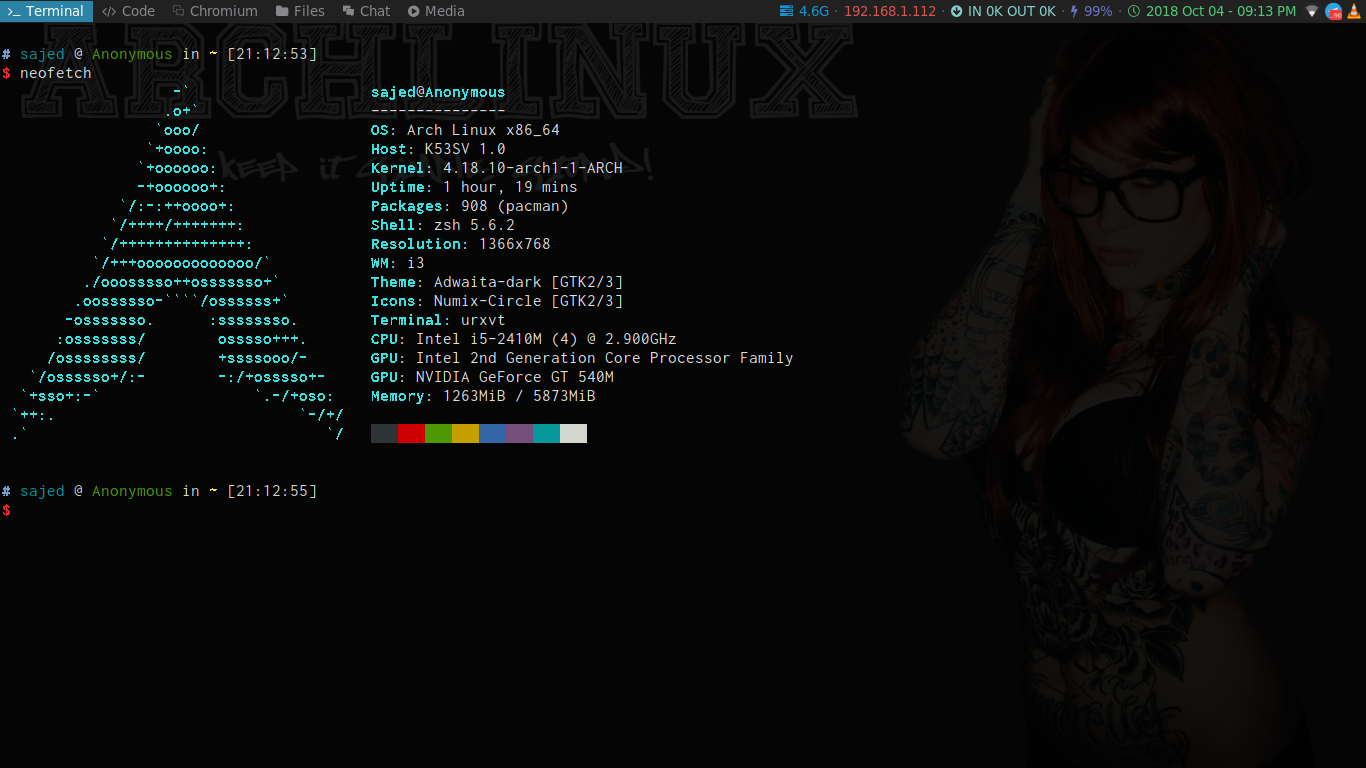 Terminal Code Chromium Files Chat Media 4.6G · 192.168.1.112 · IN 0K OUT 0K · 99% · 2018 Oct 04 - 09:13 PM
ARCHLINUX
# sajed @ Anonymous in ~ [21:12:53]
$ neofetch
sajed@Anonymous
---------------
OS: Arch Linux x86_64
Host: K53SV 1.0
keep it
Kernel: 4.18.10-arch1-1-ARCH
Uptime: 1 hour, 19 mins
Packages: 908 (pacman)
Shell: zsh 5.6.2
Resolution: 1366x768
WM: i3
Theme: Adwaita-dark [GTK2/3]
Icons: Numix-Circle [GTK2/3]
Terminal: urxvt
CPU: Intel i5-2410M (4) @ 2.900GHz
GPU: Intel 2nd Generation Core Processor Family
GPU: NVIDIA GeForce GT 540M
Memory: 1263MiB / 5873MiB
# sajed @ Anonymous in ~ [21:12:55]
$